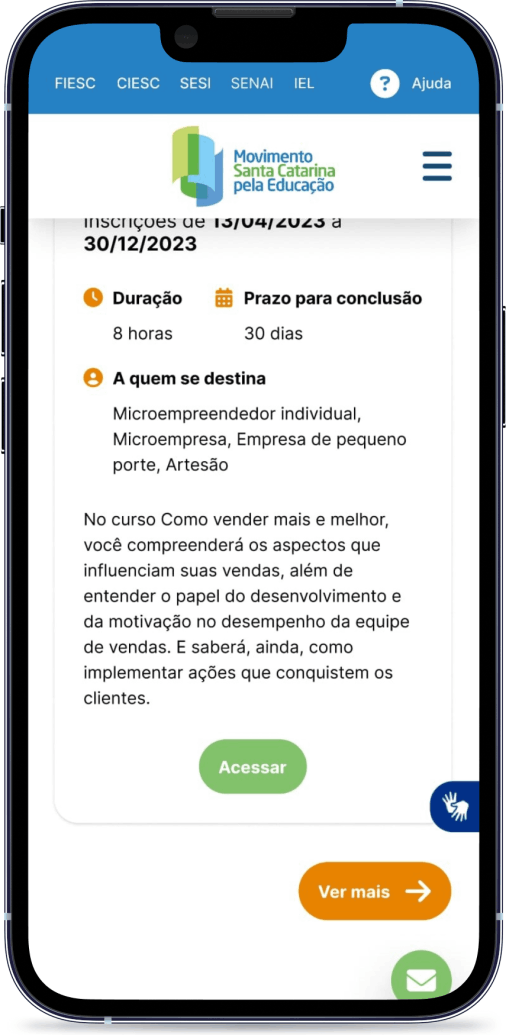 FIESC CIESC SESI SENAI IEL ? Ajuda
Movimento
Santa Catarina
pela Educação
Inscrições de 13/04/2023 a
30/12/2023
Duração Prazo para conclusão
8 horas 30 dias
A quem se destina
Microempreendedor individual,
Microempresa, Empresa de pequeno
porte, Artesão
No curso Como vender mais e melhor,
você compreenderá os aspectos que
influenciam suas vendas, além de
entender o papel do desenvolvimento e
da motivação no desempenho da equipe
de vendas. E saberá, ainda, como
implementar ações que conquistem os
clientes.
Acessar
Ver mais